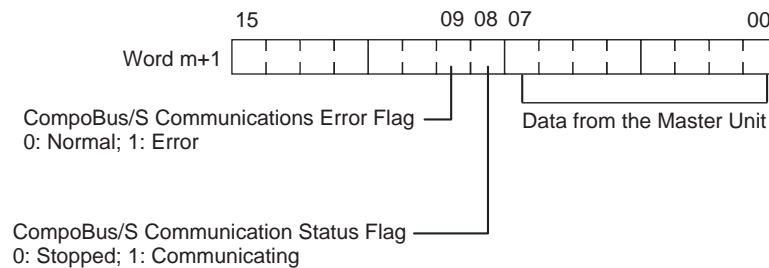 15 09 08 07 00
Word m+1
CompoBus/S Communications Error Flag
0: Normal; 1: Error
Data from the Master Unit
CompoBus/S Communication Status Flag
0: Stopped; 1: Communicating